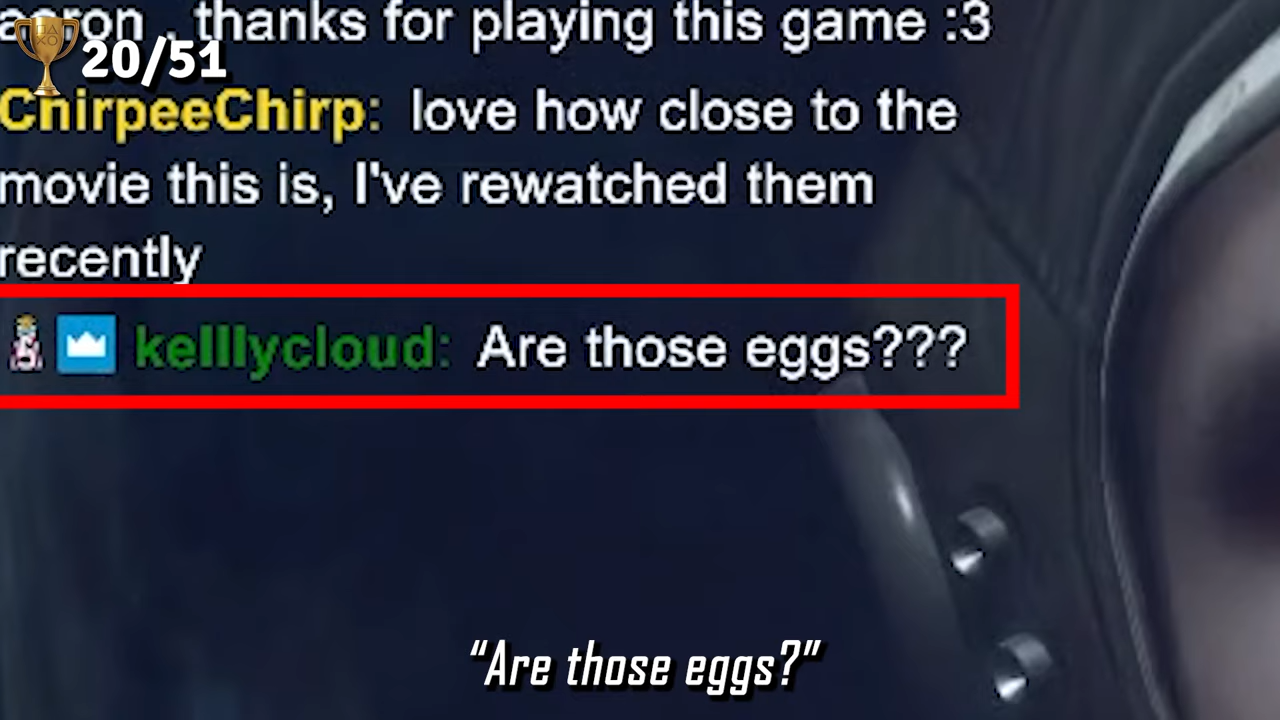 aaron , thanks for playing this game :3
20/51
ChirpeeChirp: love how close to the
movie this is, I've rewatched them
recently
kelllycloud: Are those eggs???
“Are those eggs?”